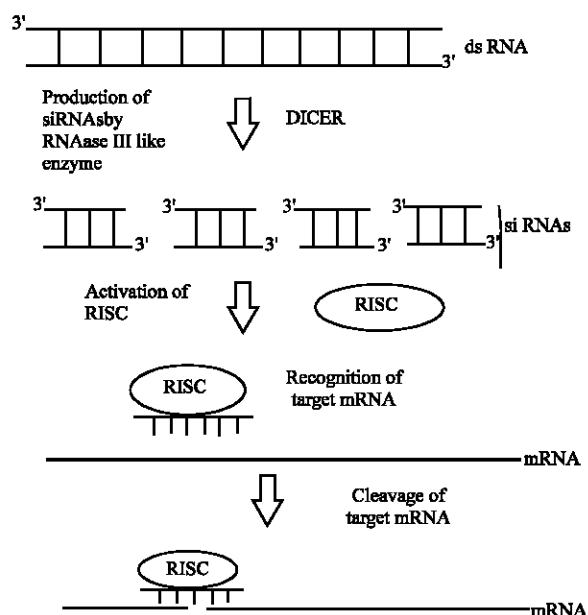 3'
ds RNA
3'
Production of
siRNAsby
RNAase III like
enzyme
DICER
3'
3'
3'
3'
3'
3'
3'
3'
si RNAs
Activation of
RISC
RISC
RISC
Recognition of
target mRNA
mRNA
Cleavage of
target mRNA
RISC
mRNA